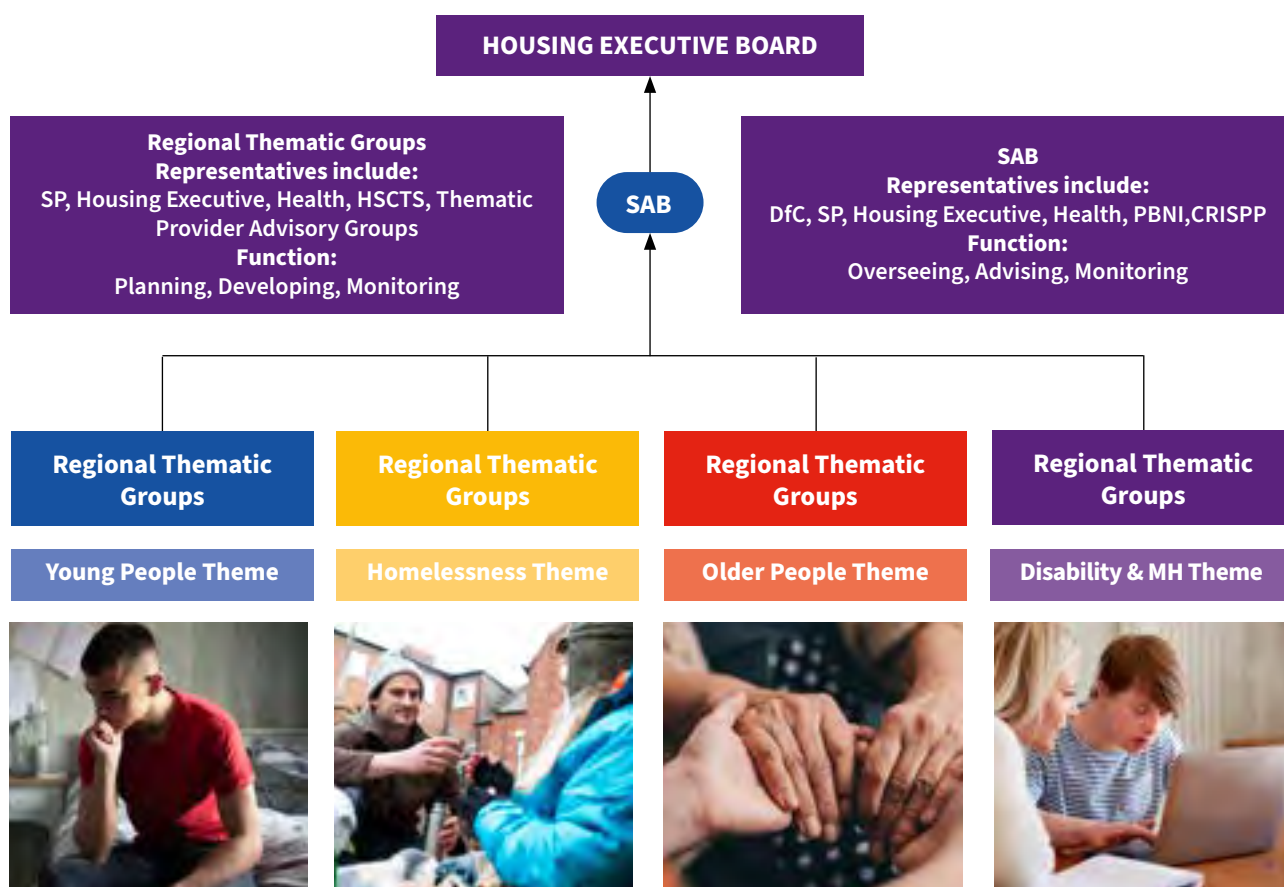 HOUSING EXECUTIVE BOARD
Regional Thematic Groups
Representatives include:
SP, Housing Executive, Health, HSCTS, Thematic
Provider Advisory Groups
Function:
Planning, Developing, Monitoring
SAB
SAB
Representatives include:
DfC, SP, Housing Executive, Health, PBNI,CRISPP
Function:
Overseeing, Advising, Monitoring
Regional Thematic
Groups
Regional Thematic
Groups
Regional Thematic
Groups
Regional Thematic
Groups
Young People Theme
Homelessness Theme
Older People Theme
Disability & MH Theme